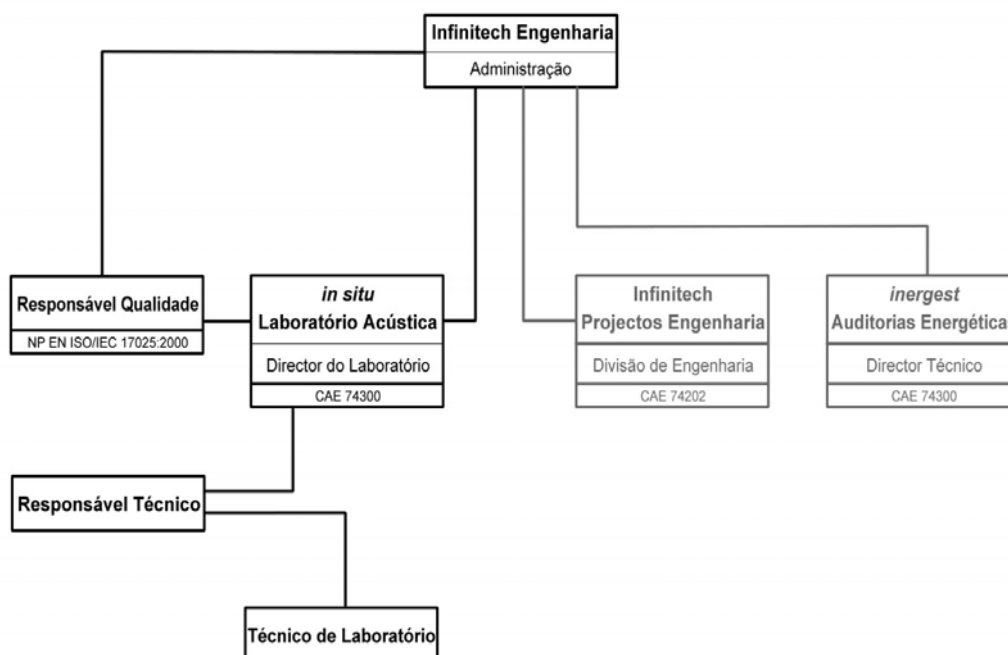 Infinitech Engenharia
Administração
Responsável Qualidade
NP EN ISO/IEC 17025:2000
in situ
Laboratório Acústica
Director do Laboratório
CAE 74300
Infinitech
Projectos Engenharia
Divisão de Engenharia
CAE 74202
inergest
Auditorias Energética
Director Técnico
CAE 74300
Responsável Técnico
Técnico de Laboratório